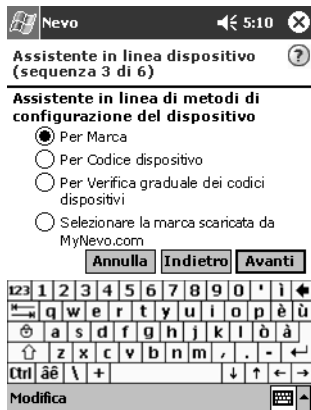 Nevo 5:10
Assistente in linea dispositivo
(sequenza 3 di 6)
?
Assistente in linea di metodi di
configurazione del dispositivo
Per Marca
Per Codice dispositivo
Per Verifica graduale dei codici
dispositivi
Selezionare la marca scaricata da
MyNevo.com
Annulla Indietro Avanti
123 1 2 3 4 5 6 7 8 9 0 ' ì
q w e r t y u i o p è ù
a s d f g h j k l ò à
z x c v b n m , . -
Ctrl áê \ +
Modifica